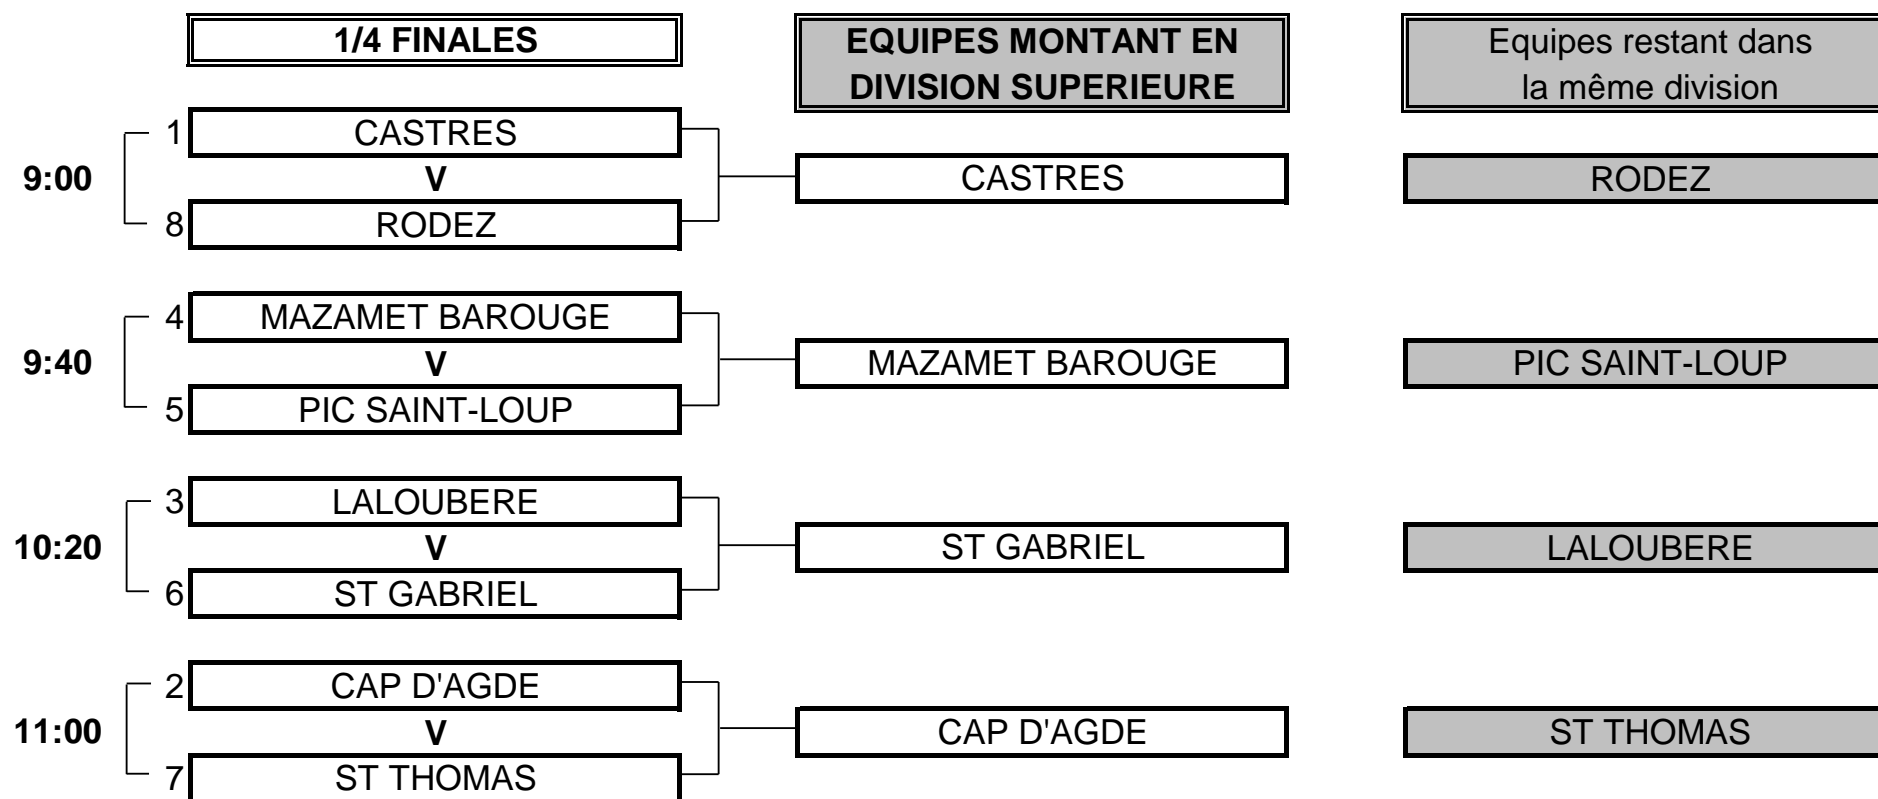 1/4 FINALES
EQUIPES MONTANT EN
DIVISION SUPERIEURE
Equipes restant dans
la même division
1 CASTRES
9:00 V CASTRES RODEZ
8 RODEZ
4 MAZAMET BAROUGE
9:40 V MAZAMET BAROUGE PIC SAINT-LOUP
5 PIC SAINT-LOUP
3 LALOUBERE
10:20 V ST GABRIEL LALOUBERE
6 ST GABRIEL
2 CAP D'AGDE
11:00 V CAP D'AGDE ST THOMAS
7 ST THOMAS